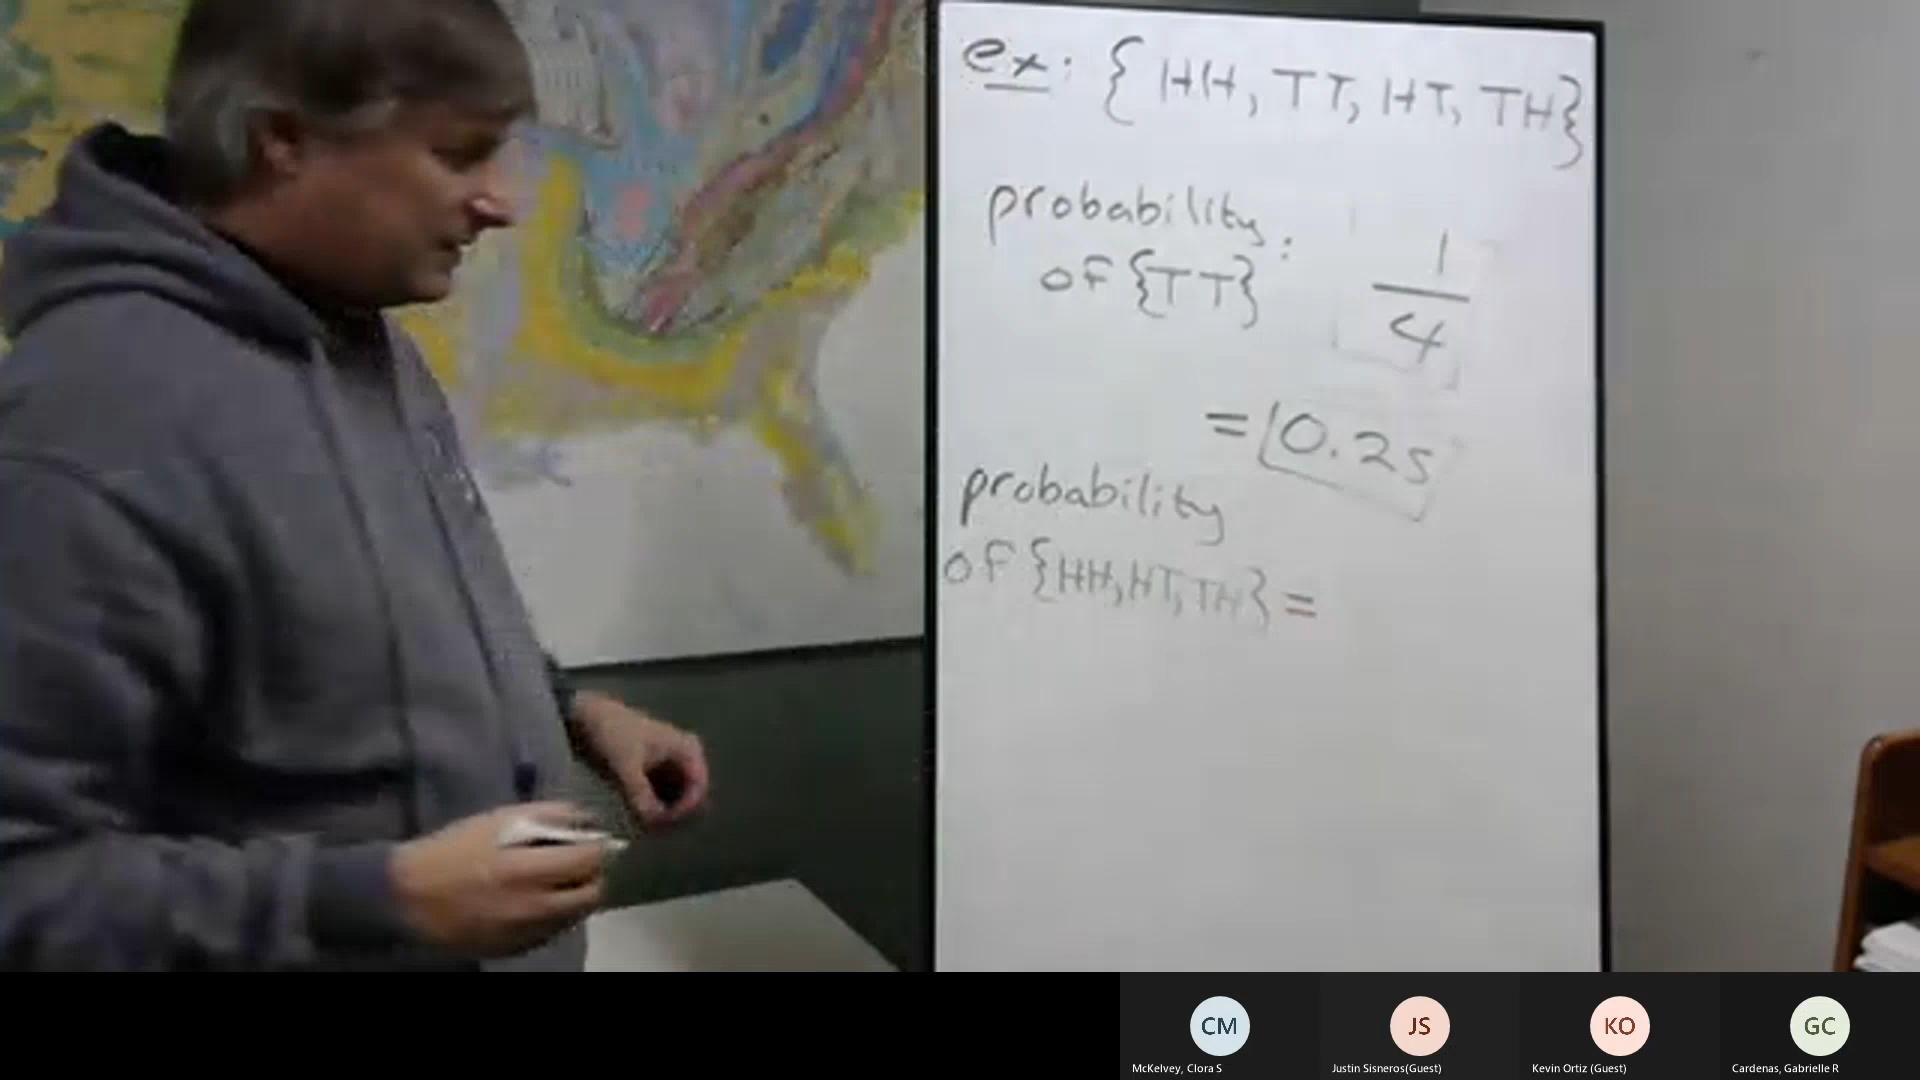 ex: { HH, TT, HT, TH}
probability
of {TT} :
1
4
= 0.25
probability
of {HH, HT, TH} =
CM
JS
KO
GC
McKelvey, Clora S
Justin Sisneros(Guest)
Kevin Ortiz (Guest)
Cardenas, Gabrielle R